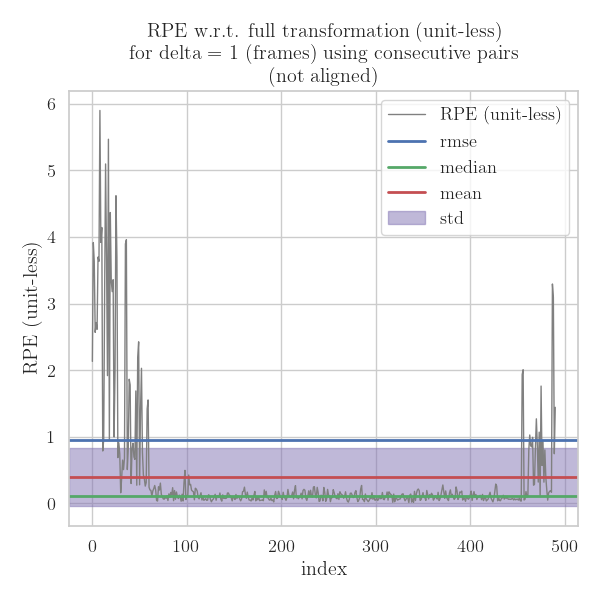 RPE w.r.t. full transformation (unit-less)
for delta = 1 (frames) using consecutive pairs
(not aligned)
RPE (unit-less)
rmse
median
mean
std
RPE (unit-less)
6
5
4
3
2
1
0
0
100
200
300
400
500
index